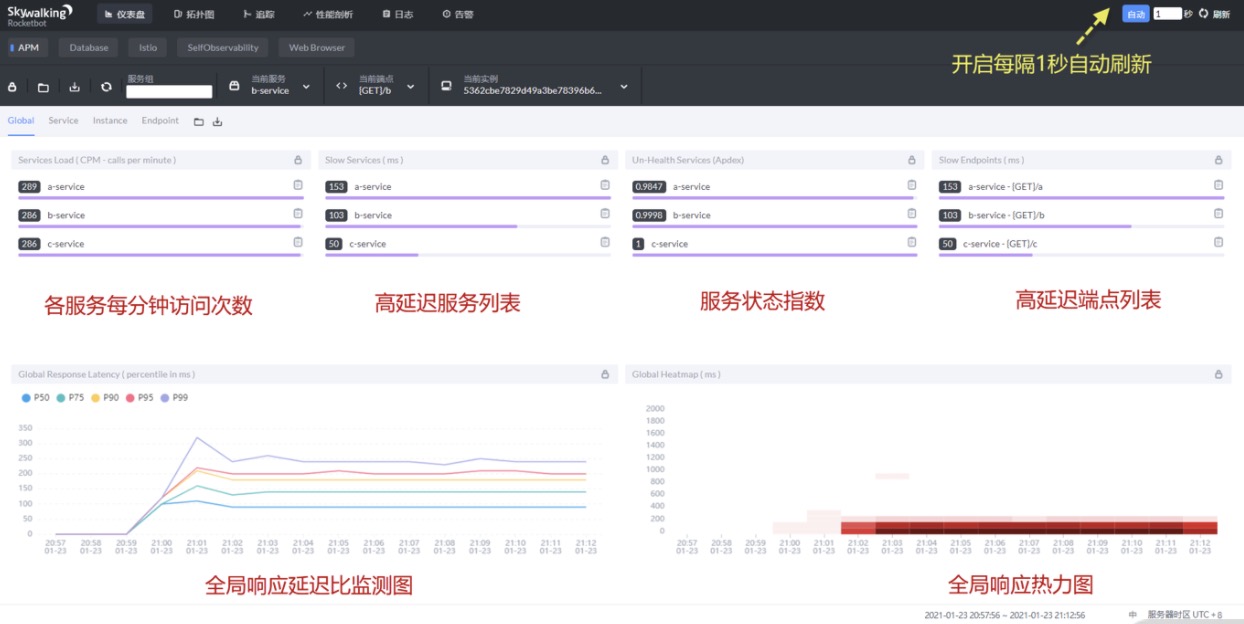 Skywalking
Rocketbot
仪表盘 拓扑图 追踪 性能剖析 日志 告警 自动 1 秒 刷新
APM Database Istio SelfObservability Web Browser
开启每隔1秒自动刷新
服务组 当前服务 当前端点 当前实例
b-service [GET]/b 5362cbe7829d49a3be78396b6...
Global Service Instance Endpoint
Services Load ( CPM - calls per minute ) Slow Services ( ms ) Un-Health Services (Apdex) Slow Endpoints ( ms )
289 a-service 153 a-service 0.9847 a-service 153 a-service - [GET]/a
286 b-service 103 b-service 0.9998 b-service 103 b-service - [GET]/b
286 c-service 50 c-service 1 c-service 50 c-service - [GET]/c
各服务每分钟访问次数 高延迟服务列表 服务状态指数 高延迟端点列表
Global Response Latency ( percentile in ms ) Global Heatmap ( ms )
P50 P75 P90 P95 P99
350
300
250
200
150
100
50
0
20:57 20:58 20:59 21:00 21:01 21:02 21:03 21:04 21:05 21:06 21:07 21:08 21:09 21:10 21:11 21:12
01-23 01-23 01-23 01-23 01-23 01-23 01-23 01-23 01-23 01-23 01-23 01-23 01-23 01-23 01-23 01-23
2000
1800
1600
1400
1200
1000
800
600
400
200
0
20:57 20:58 20:59 21:00 21:01 21:02 21:03 21:04 21:05 21:06 21:07 21:08 21:09 21:10 21:11 21:12
01-23 01-23 01-23 01-23 01-23 01-23 01-23 01-23 01-23 01-23 01-23 01-23 01-23 01-23 01-23 01-23
全局响应延迟比监测图 全局响应热力图
2021-01-23 20:57:56 ~ 2021-01-23 21:12:56 中 服务器时区 UTC + 8